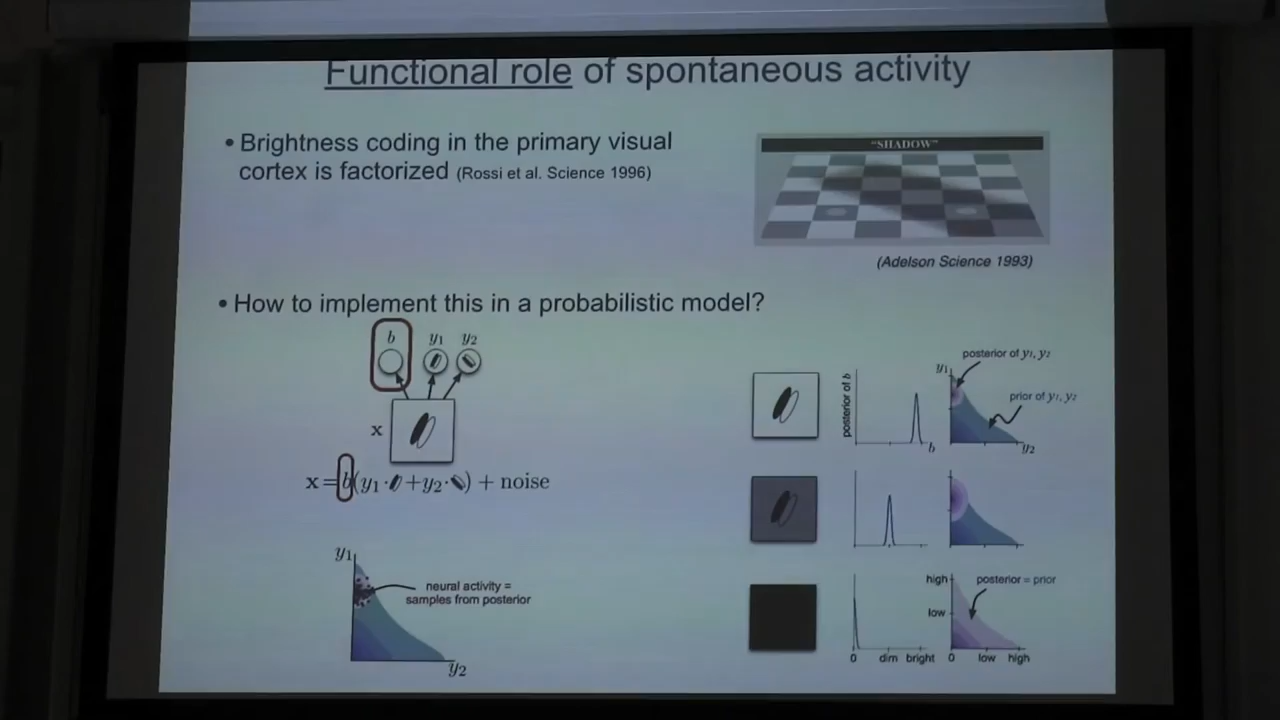 Functional role of spontaneous activity
• Brightness coding in the primary visual
cortex is factorized (Rossi et al. Science 1996)
"SHADOW"
(Adelson Science 1993)
• How to implement this in a probabilistic model?
b y₁ y₂
x
x = b(y₁· +y₂· ) + noise
y₁
neural activity =
samples from posterior
y₂
posterior of b
b
posterior of y₁, y₂
y₁
prior of y₁, y₂
y₂
high
low
posterior = prior
0 dim bright
0 low high